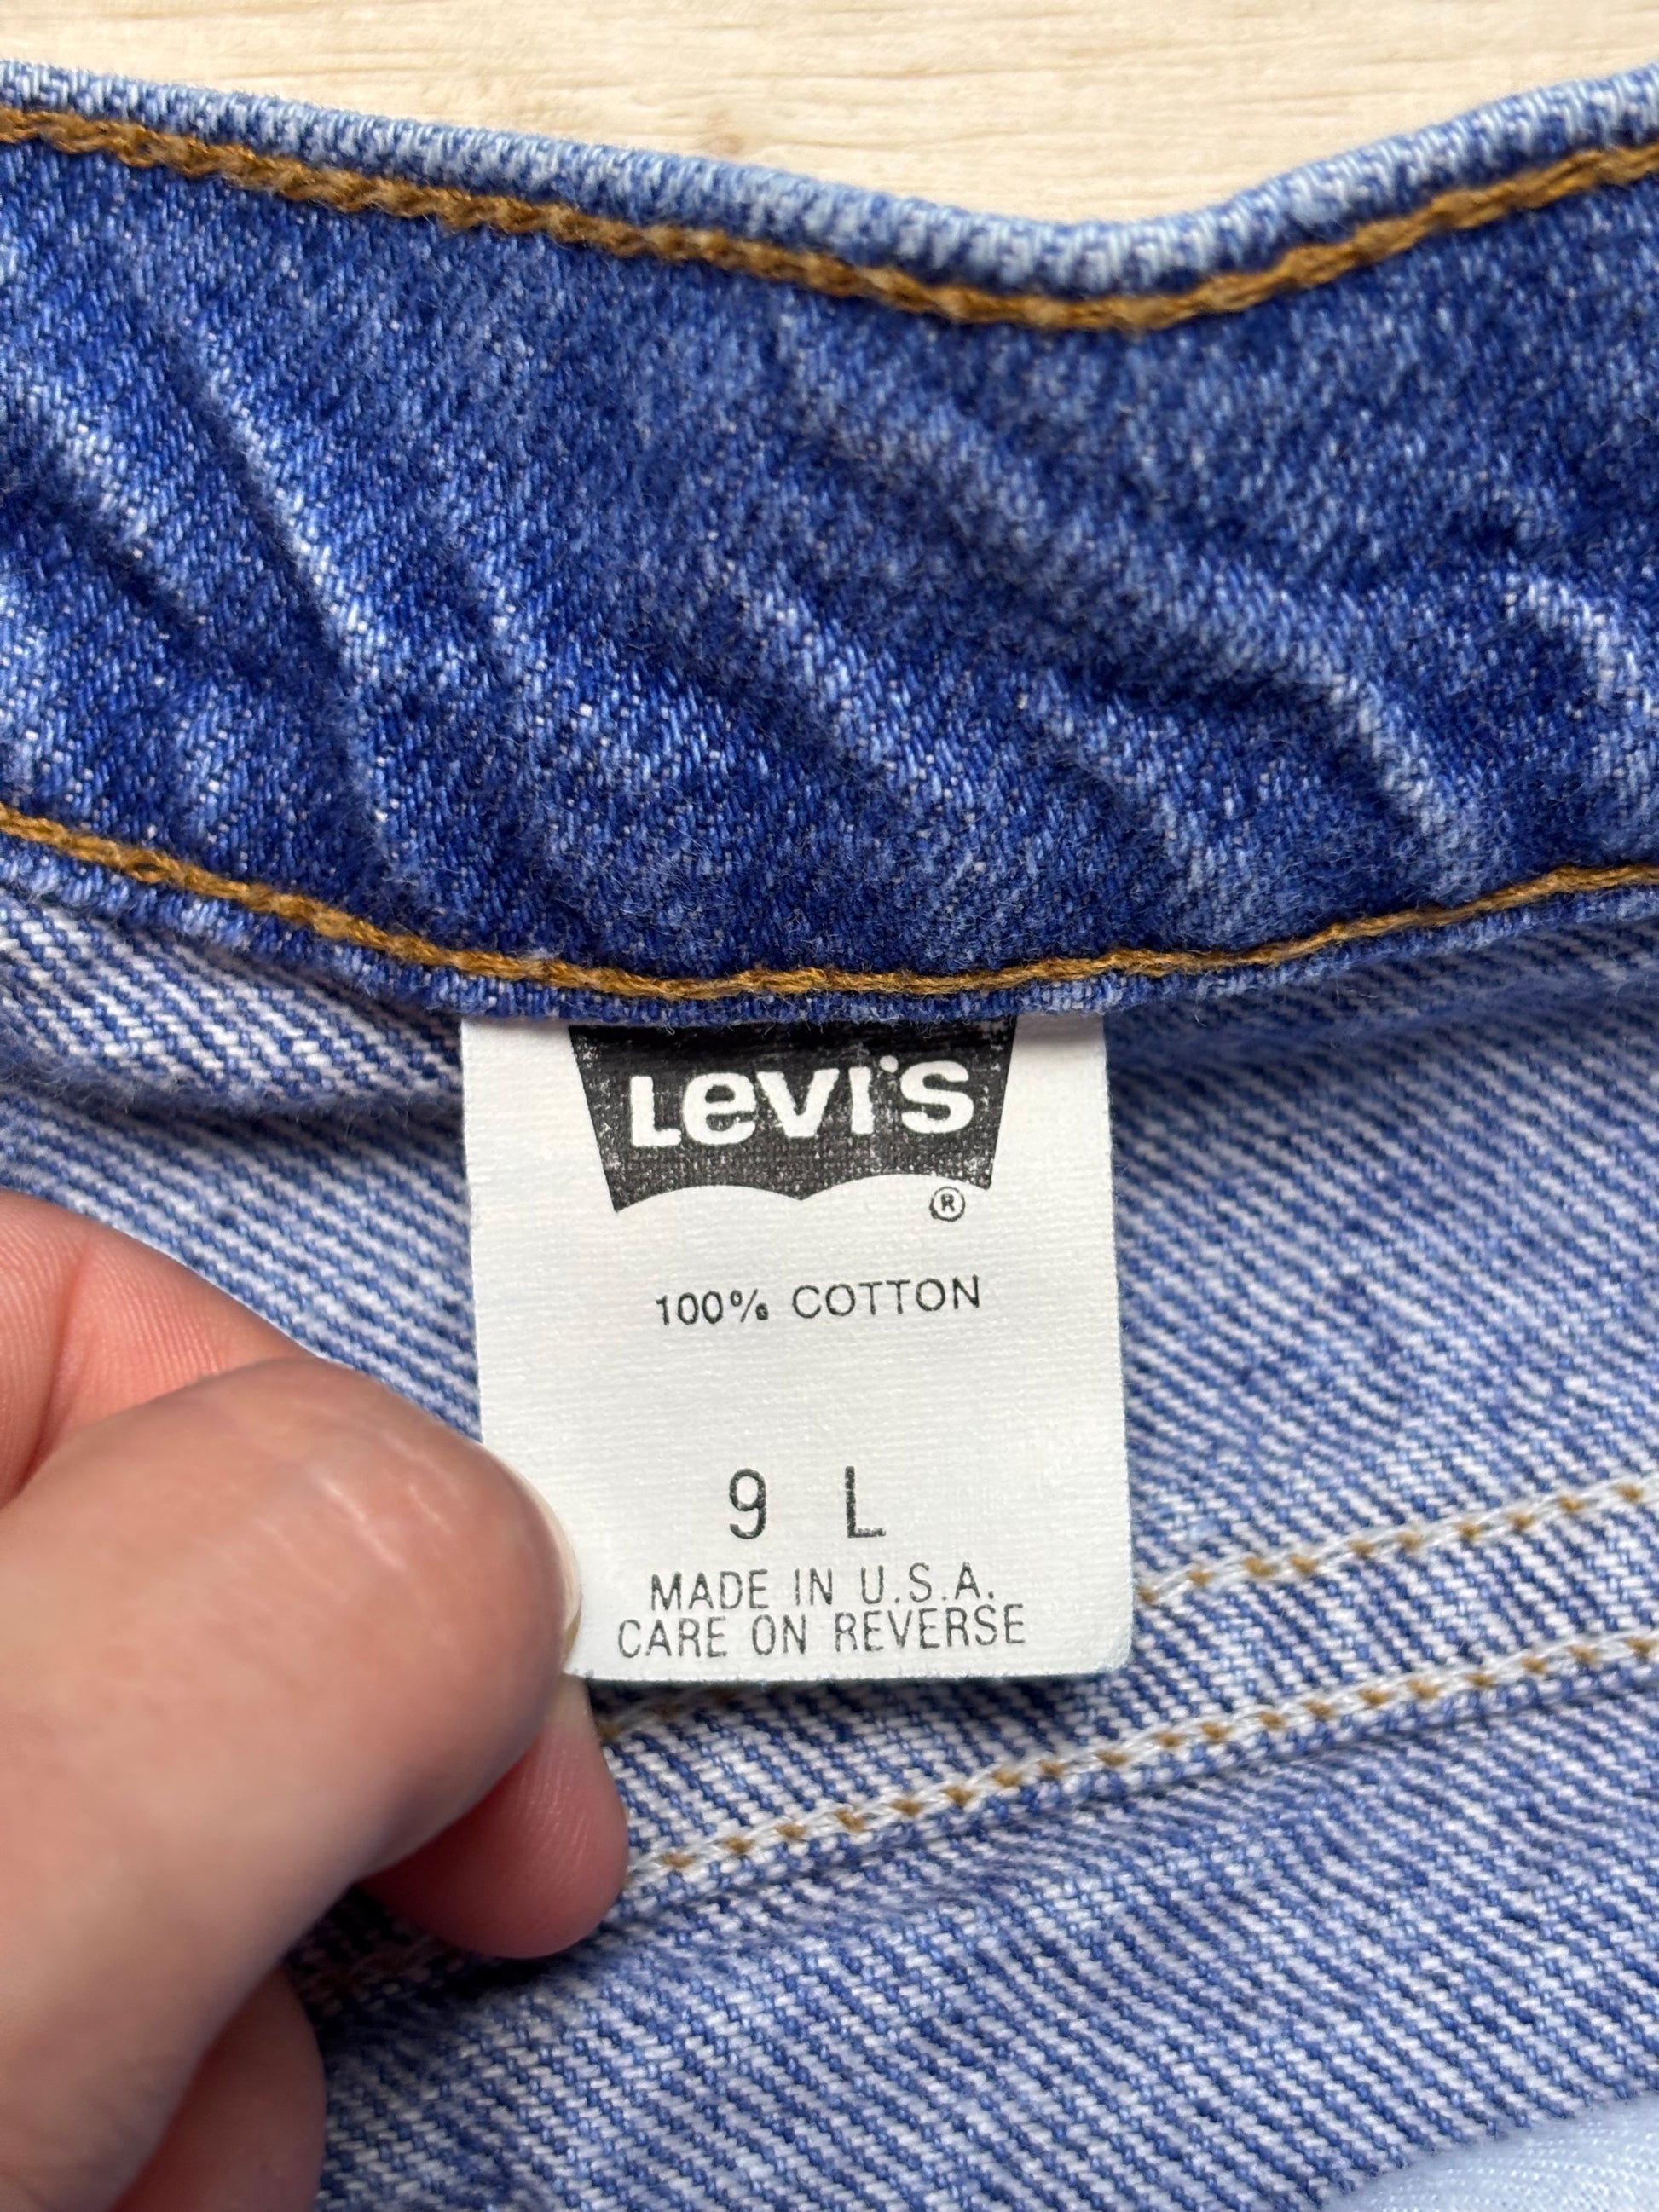 Levi's
®
100% COTTON
9 L
MADE IN U.S.A.
CARE ON REVERSE